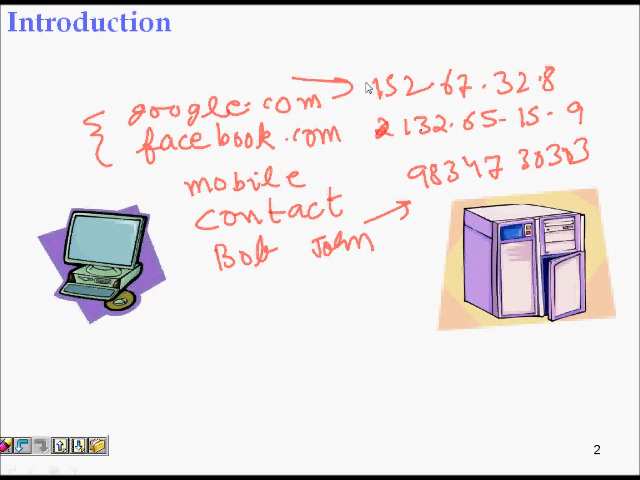 Introduction
google.com 152.67.32.8
facebook.com 132.65.15.9
mobile
contact 98347 30303
Bob John
2